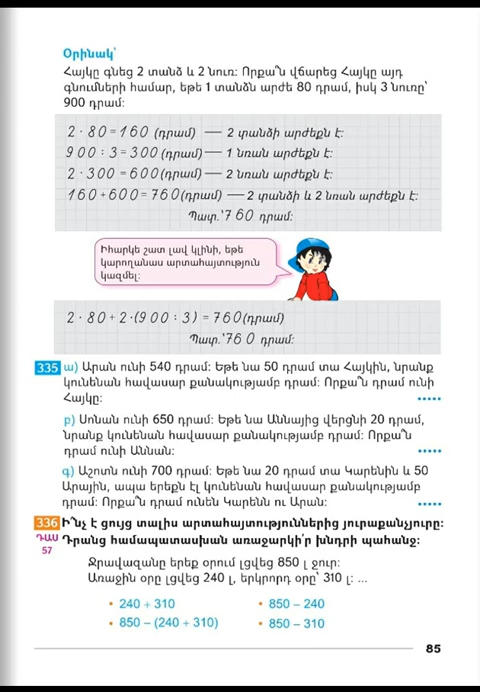 Օրինակ՝
Հայկը գնեց 2 տանձ և 2 նուռ։ Որքա՞ն վճարեց Հայկը այդ
գնումների համար, եթե 1 տանձն արժե 80 դրամ, իսկ 3 նուռը՝
900 դրամ։
2 · 80 = 160 (դրամ) — 2 տանձի արժեքն է։
900 : 3 = 300 (դրամ) — 1 նռան արժեքն է։
2 · 300 = 600 (դրամ) — 2 նռան արժեքն է։
160 + 600 = 760 (դրամ) — 2 տանձի և 2 նռան արժեքն է։
Պատ.՝ 760 դրամ։
Իհարկե շատ լավ կլինի, եթե
կարողանաս արտահայտություն
կազմել։
2 · 80 + 2 · (900 : 3) = 760 (դրամ)
Պատ.՝ 760 դրամ։
335 ա) Արան ունի 540 դրամ։ Եթե նա 50 դրամ տա Հայկին, նրանք
կունենան հավասար քանակությամբ դրամ։ Որքա՞ն դրամ ունի
Հայկը։
բ) Սոնան ունի 650 դրամ։ Եթե նա Աննայից վերցնի 20 դրամ,
նրանք կունենան հավասար քանակությամբ դրամ։ Որքա՞ն
դրամ ունի Աննան։
գ) Աշոտն ունի 700 դրամ։ Եթե նա 20 դրամ տա Կարենին և 50
Արային, ապա երեքն էլ կունենան հավասար քանակությամբ
դրամ։ Որքա՞ն դրամ ունեն Կարենն ու Արան։
336 Ի՞նչ է ցույց տալիս արտահայտություններից յուրաքանչյուրը։
ԴԱՍ Դրանց համապատասխան առաջարկի՛ր խնդրի պահանջ։
57
Ջրավազանը երեք օրում լցվեց 850 լ ջուր։
Առաջին օրը լցվեց 240 լ, երկրորդ օրը՝ 310 լ։ ...
• 240 + 310 • 850 – 240
• 850 – (240 + 310) • 850 – 310
85